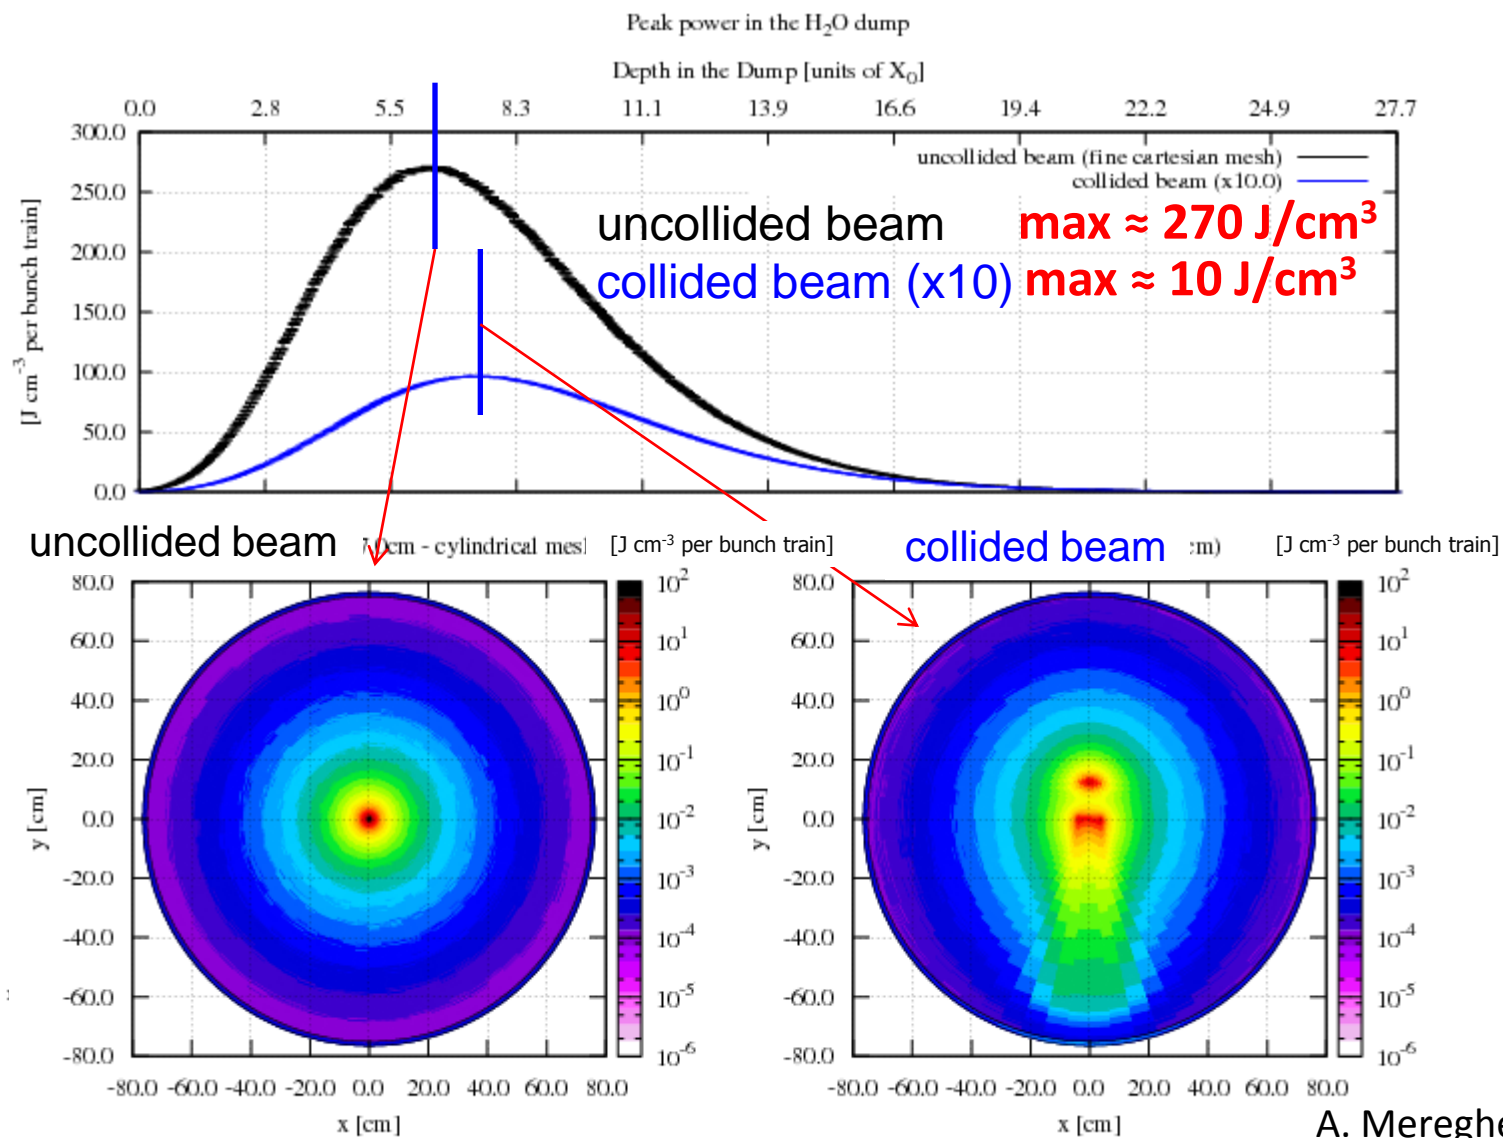 Peak power in the H₂O dump
Depth in the Dump [units of X₀]
0.0 2.8 5.5 8.3 11.1 13.9 16.6 19.4 22.2 24.9 27.7
300.0
250.0
200.0
150.0
100.0
50.0
0.0
[J cm⁻³ per bunch train]
uncollided beam (fine cartesian mesh)
collided beam (x10.0)
uncollided beam max ≈ 270 J/cm³
collided beam (x10) max ≈ 10 J/cm³
uncollided beam 7.0cm - cylindrical mesh [J cm⁻³ per bunch train]
collided beam cm) [J cm⁻³ per bunch train]
80.0
60.0
40.0
20.0
0.0
-20.0
-40.0
-60.0
-80.0
y [cm]
-80.0 -60.0 -40.0 -20.0 0.0 20.0 40.0 60.0 80.0
x [cm]
10²
10¹
10⁰
10⁻¹
10⁻²
10⁻³
10⁻⁴
10⁻⁵
10⁻⁶
80.0
60.0
40.0
20.0
0.0
-20.0
-40.0
-60.0
-80.0
y [cm]
-80.0 -60.0 -40.0 -20.0 0.0 20.0 40.0 60.0 80.0
x [cm]
10²
10¹
10⁰
10⁻¹
10⁻²
10⁻³
10⁻⁴
10⁻⁵
10⁻⁶
A. Mereghe